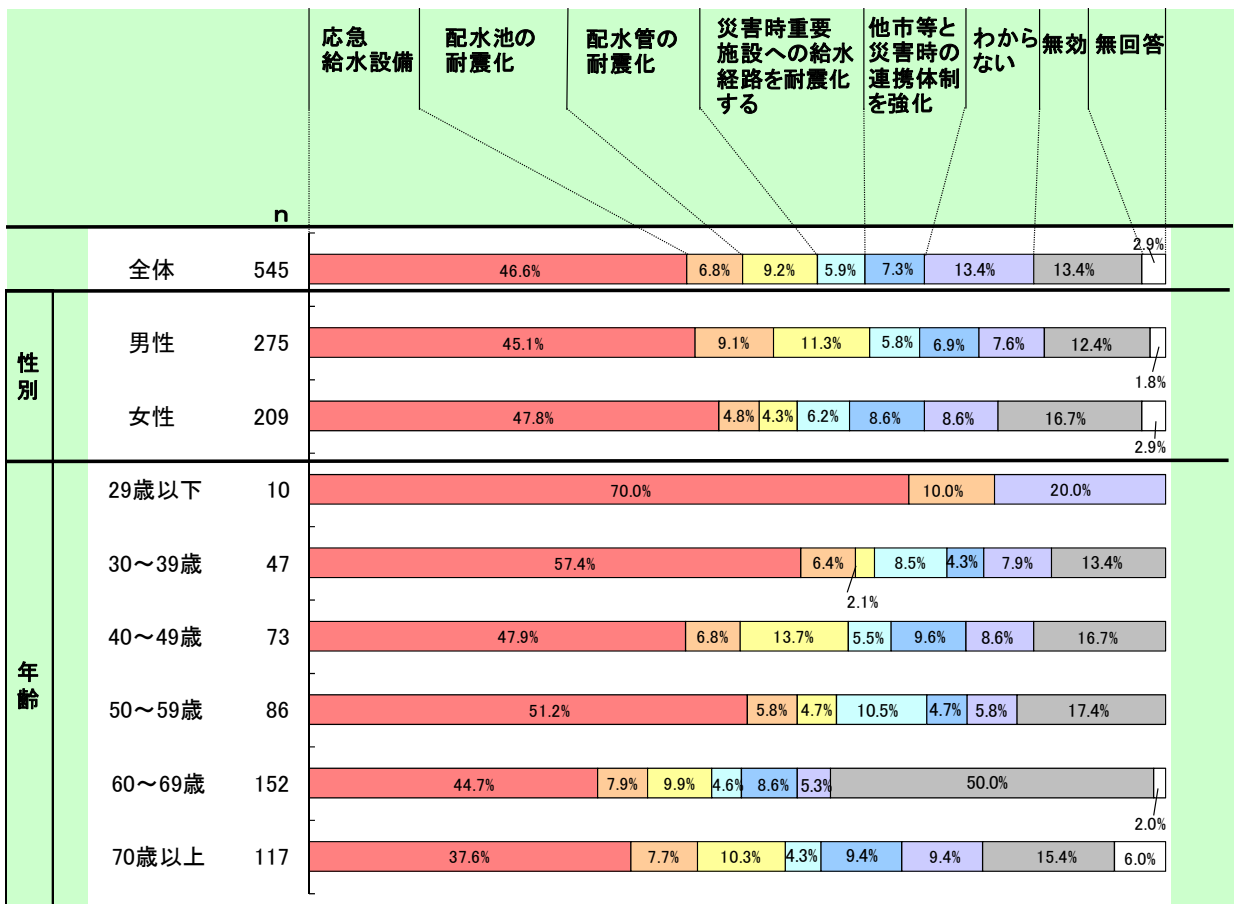 応急
給水設備
配水池の
耐震化
配水管の
耐震化
災害時重要
施設への給水
経路を耐震化
する
他市等と
災害時の
連携体制
を強化
わから
ない
無効
無回答
n
全体 545 46.6% 6.8% 9.2% 5.9% 7.3% 13.4% 13.4% 2.9%
性別
男性 275 45.1% 9.1% 11.3% 5.8% 6.9% 7.6% 12.4% 1.8%
女性 209 47.8% 4.8% 4.3% 6.2% 8.6% 8.6% 16.7% 2.9%
年齢
29歳以下 10 70.0% 10.0% 20.0%
30～39歳 47 57.4% 6.4% 2.1% 8.5% 4.3% 7.9% 13.4%
40～49歳 73 47.9% 6.8% 13.7% 5.5% 9.6% 8.6% 16.7%
50～59歳 86 51.2% 5.8% 4.7% 10.5% 4.7% 5.8% 17.4%
60～69歳 152 44.7% 7.9% 9.9% 4.6% 8.6% 5.3% 50.0% 2.0%
70歳以上 117 37.6% 7.7% 10.3% 4.3% 9.4% 9.4% 15.4% 6.0%